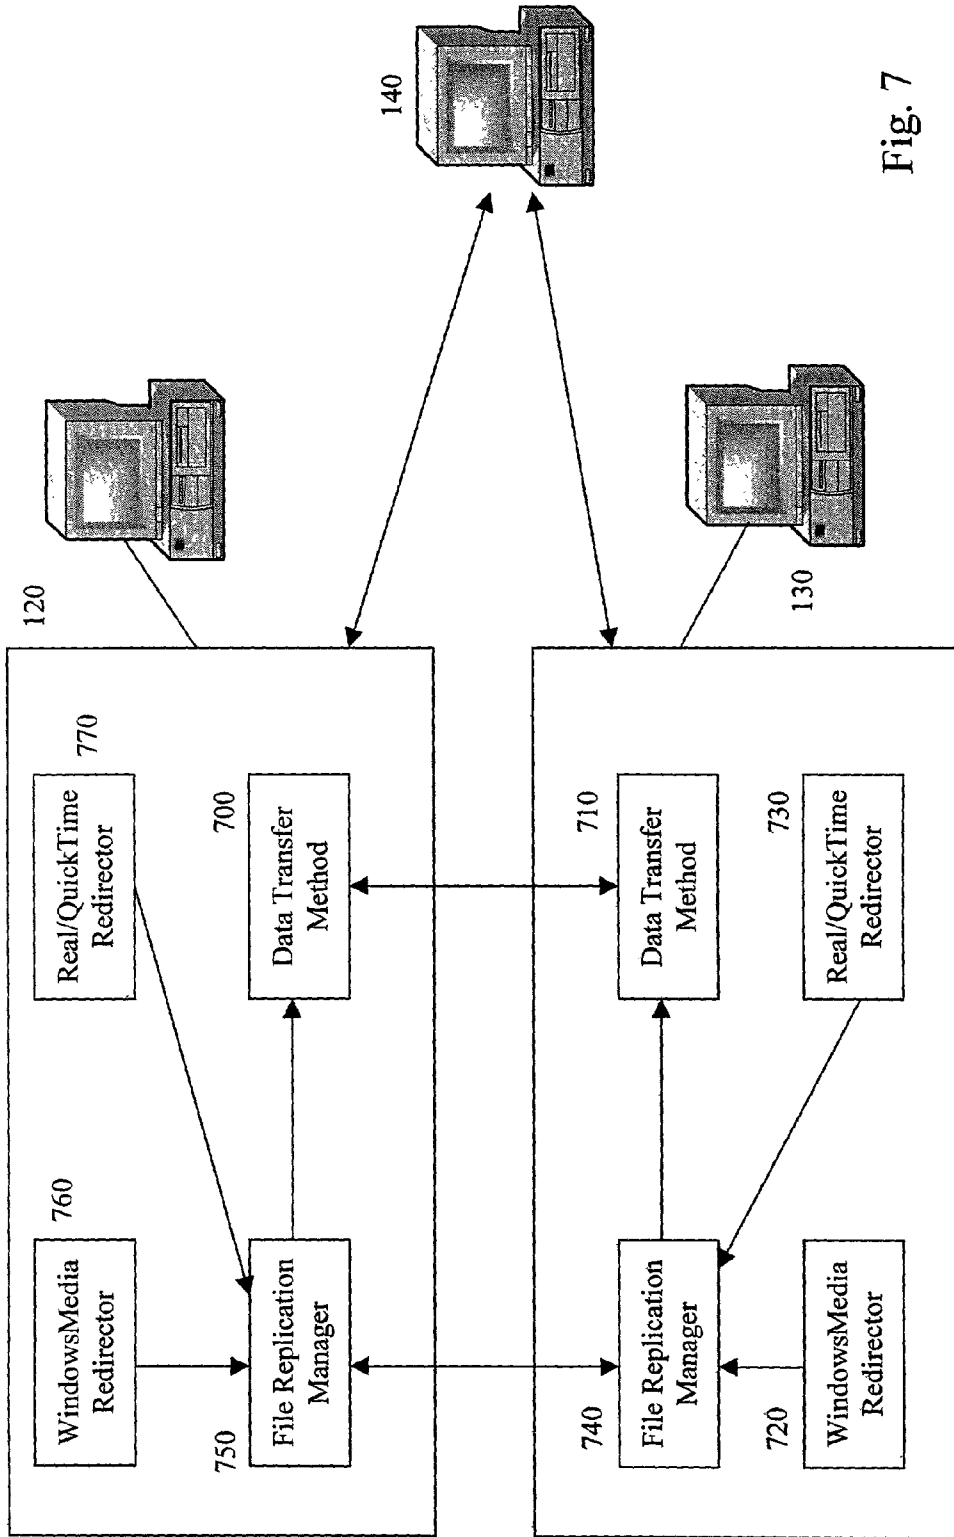 WindowsMedia
Redirector
760
Real/QuickTime
Redirector
770
120
750
File Replication
Manager
700
Data Transfer
Method
140
740
File Replication
Manager
710
Data Transfer
Method
720
WindowsMedia
Redirector
730
Real/QuickTime
Redirector
130
Fig. 7